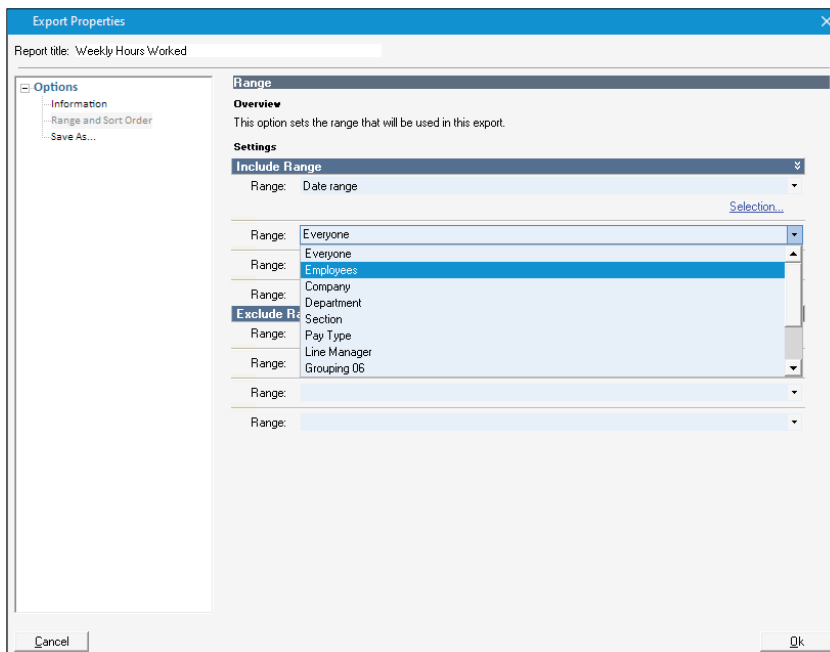 Export Properties
Report title: Weekly Hours Worked
Options
Information
Range and Sort Order
Save As...
Range
Overview
This option sets the range that will be used in this export.
Settings
Include Range
Range: Date range
Selection...
Range: Everyone
Everyone
Range:
Employees
Company
Range:
Department
Exclude Ra
Section
Range:
Pay Type
Line Manager
Range:
Grouping 06
Range:
Range:
Cancel
Ok